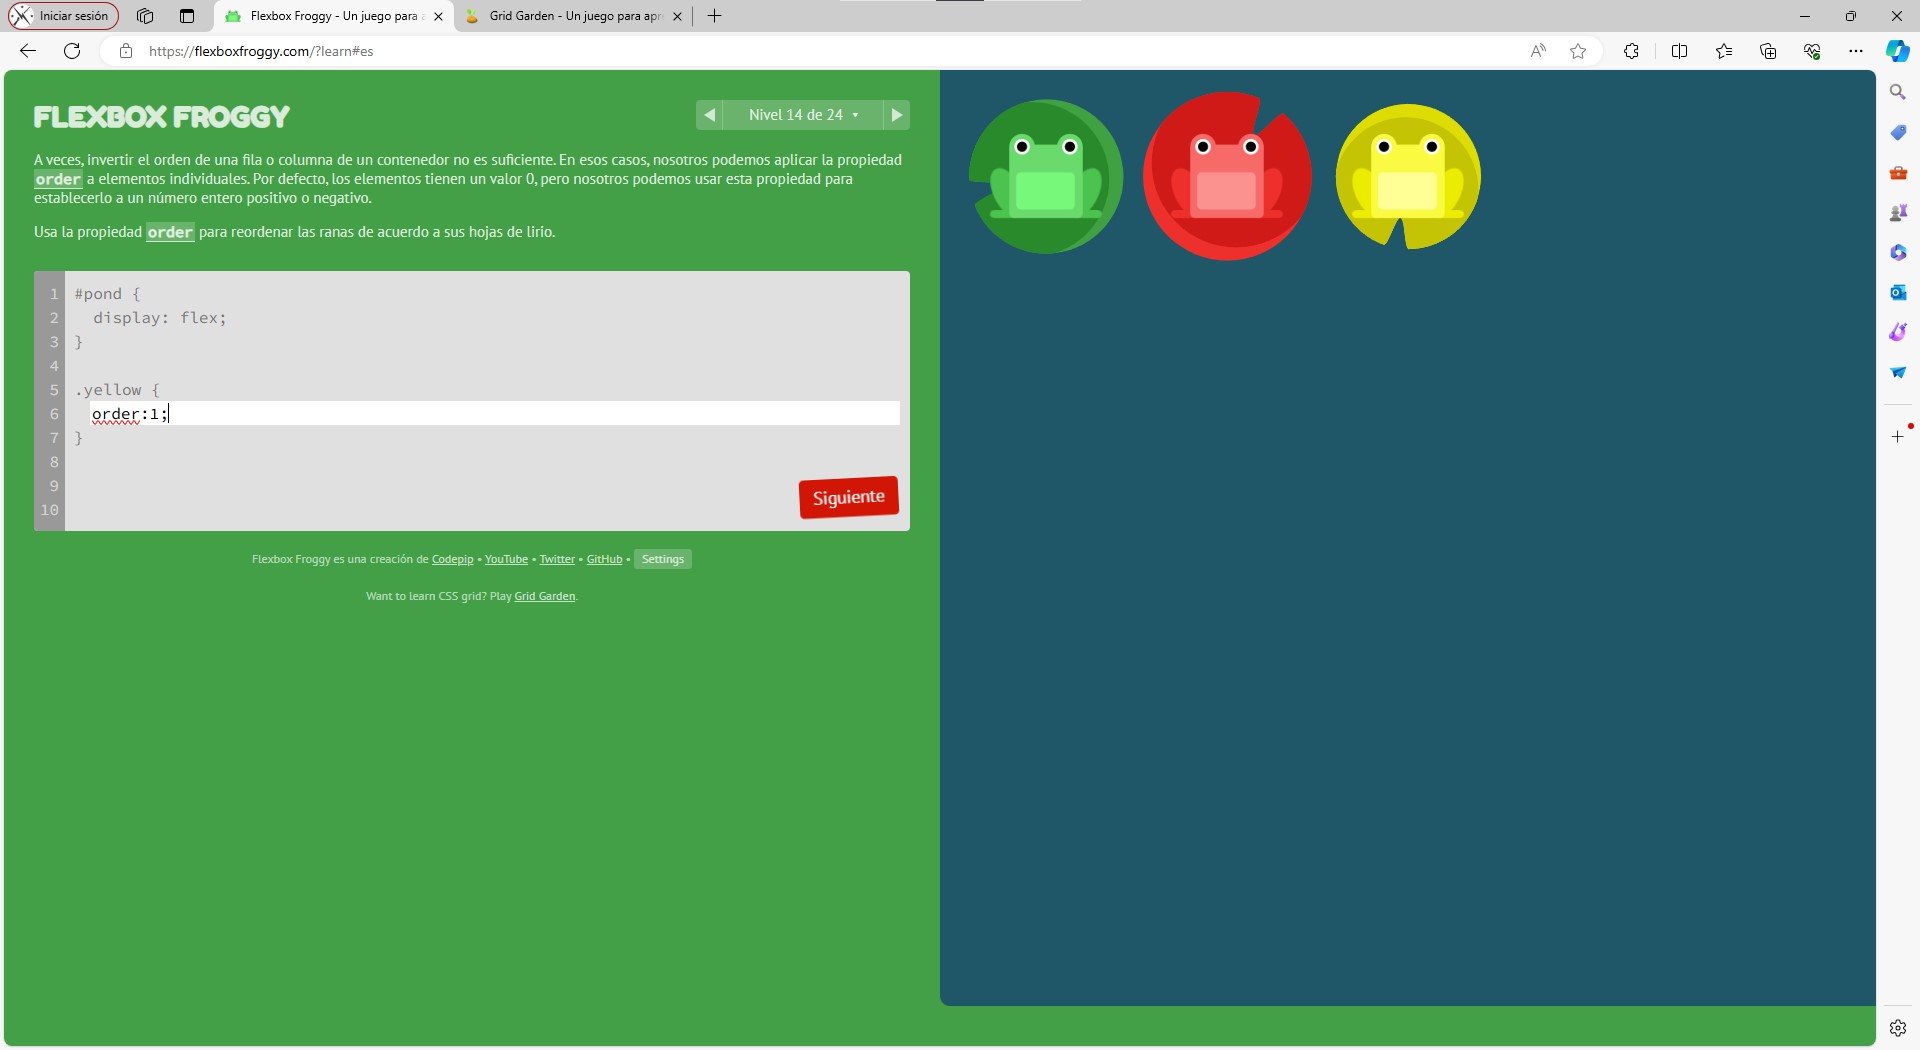 Iniciar sesión
Flexbox Froggy - Un juego para a
Grid Garden - Un juego para apr
https://flexboxfroggy.com/?learn#es
FLEXBOX FROGGY
Nivel 14 de 24
A veces, invertir el orden de una fila o columna de un contenedor no es suficiente. En esos casos, nosotros podemos aplicar la propiedad
order a elementos individuales. Por defecto, los elementos tienen un valor 0, pero nosotros podemos usar esta propiedad para
establecerlo a un número entero positivo o negativo.
Usa la propiedad order para reordenar las ranas de acuerdo a sus hojas de lirio.
1 #pond {
2 display: flex;
3 }
4
5 .yellow {
6 order:1;
7 }
8
9
10
Siguiente
Flexbox Froggy es una creación de Codepip • YouTube • Twitter • GitHub • Settings
Want to learn CSS grid? Play Grid Garden.